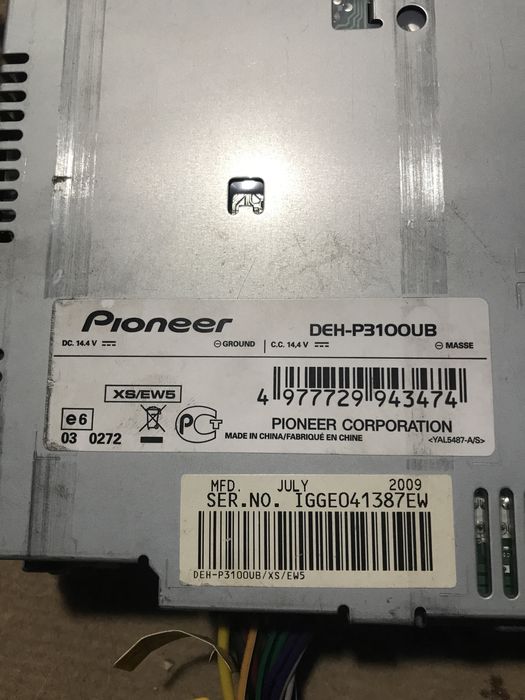 Pioneer DEH-P3100UB
DC. 14.4 V ⎓ ⊖ GROUND C.C. 14,4 V ⎓ ⊖ MASSE
XS/EW5
4 977729 943474
e6
03 0272
PIONEER CORPORATION
MADE IN CHINA/FABRIQUÉ EN CHINE <YAL5487-A/S>
MFD. JULY 2009
SER.NO. IGGE041387EW
DEH-P3100UB/XS/EW5